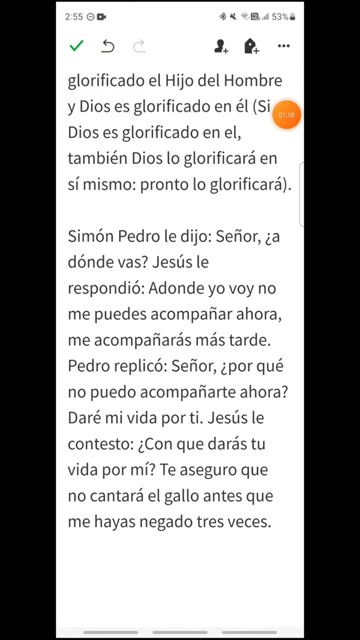 2:55
53%
glorificado el Hijo del Hombre
y Dios es glorificado en él (Si
Dios es glorificado en el,
también Dios lo glorificará en
sí mismo: pronto lo glorificará).
01:58
Simón Pedro le dijo: Señor, ¿a
dónde vas? Jesús le
respondió: Adonde yo voy no
me puedes acompañar ahora,
me acompañarás más tarde.
Pedro replicó: Señor, ¿por qué
no puedo acompañarte ahora?
Daré mi vida por ti. Jesús le
contesto: ¿Con que darás tu
vida por mí? Te aseguro que
no cantará el gallo antes que
me hayas negado tres veces.